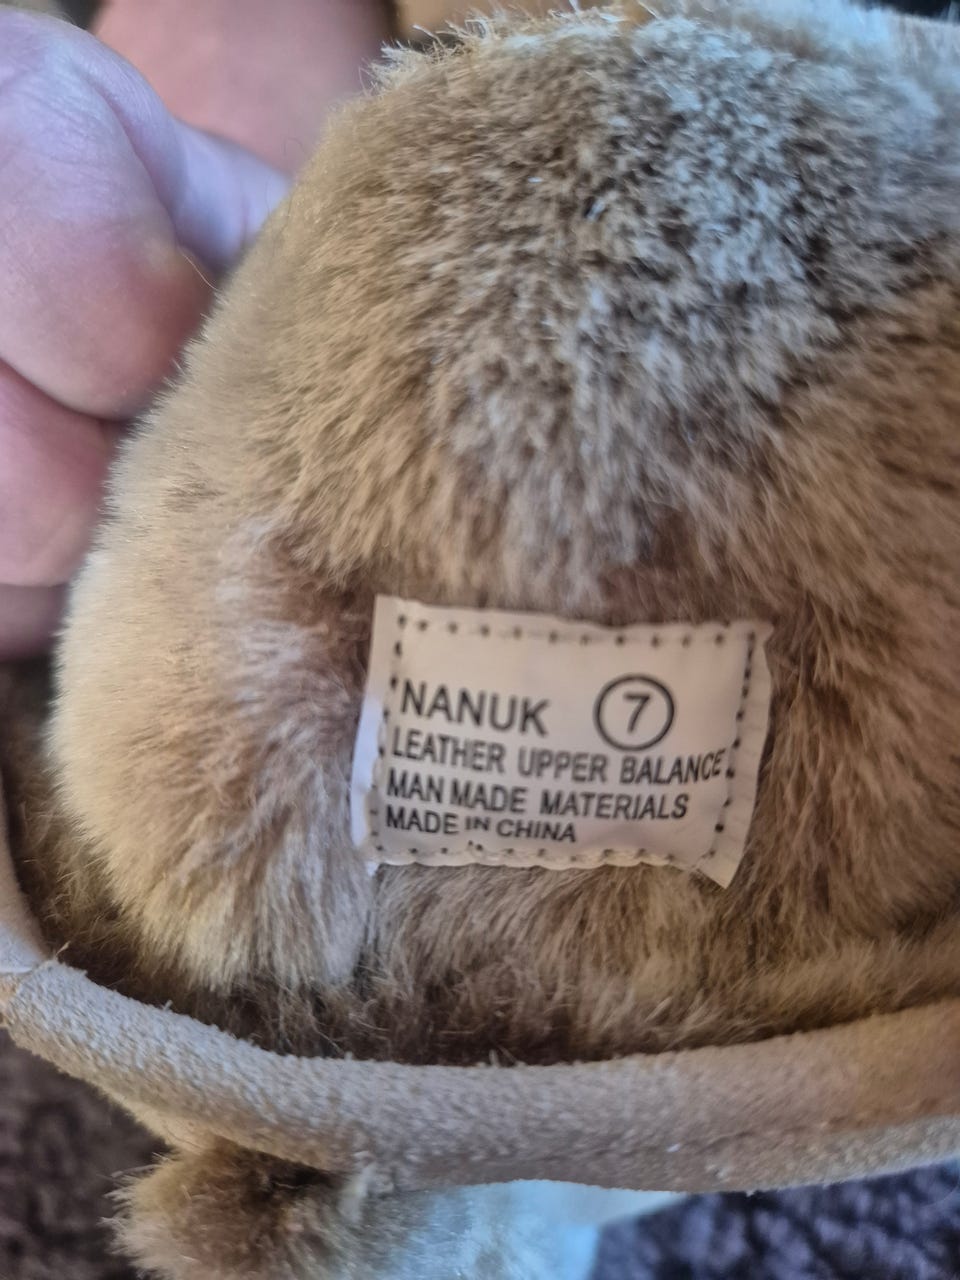 NANUK 7
LEATHER UPPER BALANCE
MAN MADE MATERIALS
MADE IN CHINA